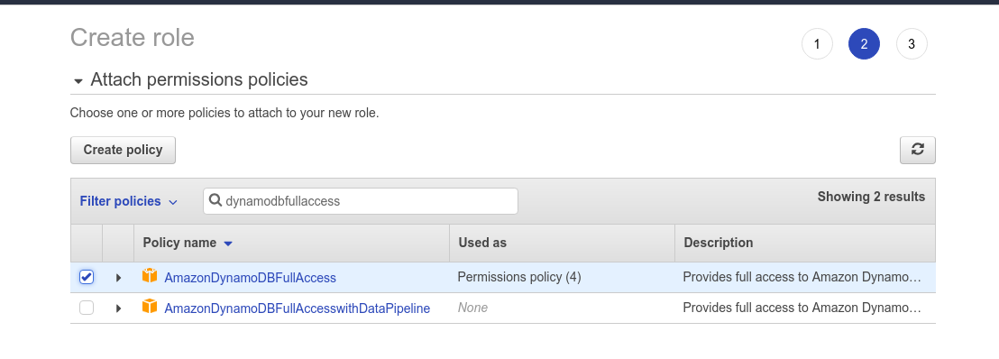 Create role
1 2 3
Attach permissions policies
Choose one or more policies to attach to your new role.
Create policy
Filter policies dynamodbfullaccess Showing 2 results
Policy name Used as Description
AmazonDynamoDBFullAccess Permissions policy (4) Provides full access to Amazon Dynamo…
AmazonDynamoDBFullAccesswithDataPipeline None Provides full access to Amazon Dynamo…